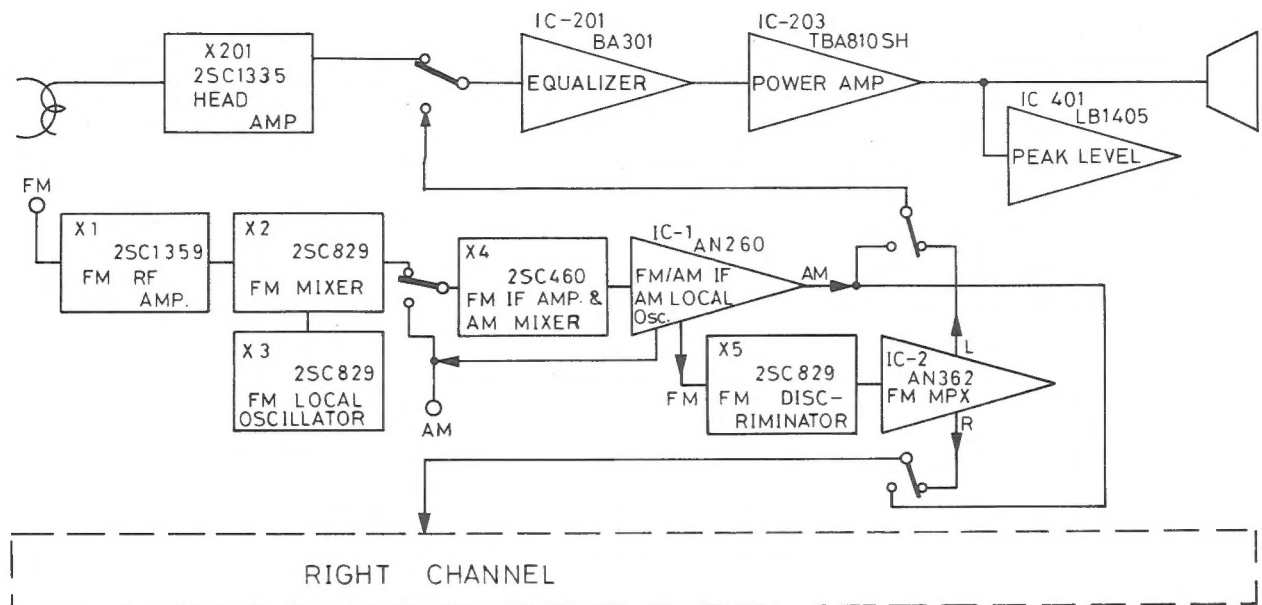 IC-201
BA301
EQUALIZER
IC-203
TBA810SH
POWER AMP
X201
2SC1335
HEAD
AMP
IC 401
LB1405
PEAK LEVEL
FM
X1
2SC1359
FM RF
AMP.
X2
2SC829
FM MIXER
X3
2SC829
FM LOCAL
OSCILLATOR
AM
X4
2SC460
FM IF AMP. &
AM MIXER
IC-1
AN260
FM/AM IF
AM LOCAL
Osc.
AM
FM
X5
2SC829
FM DISC-
RIMINATOR
L
IC-2
AN362
FM MPX
R
RIGHT CHANNEL